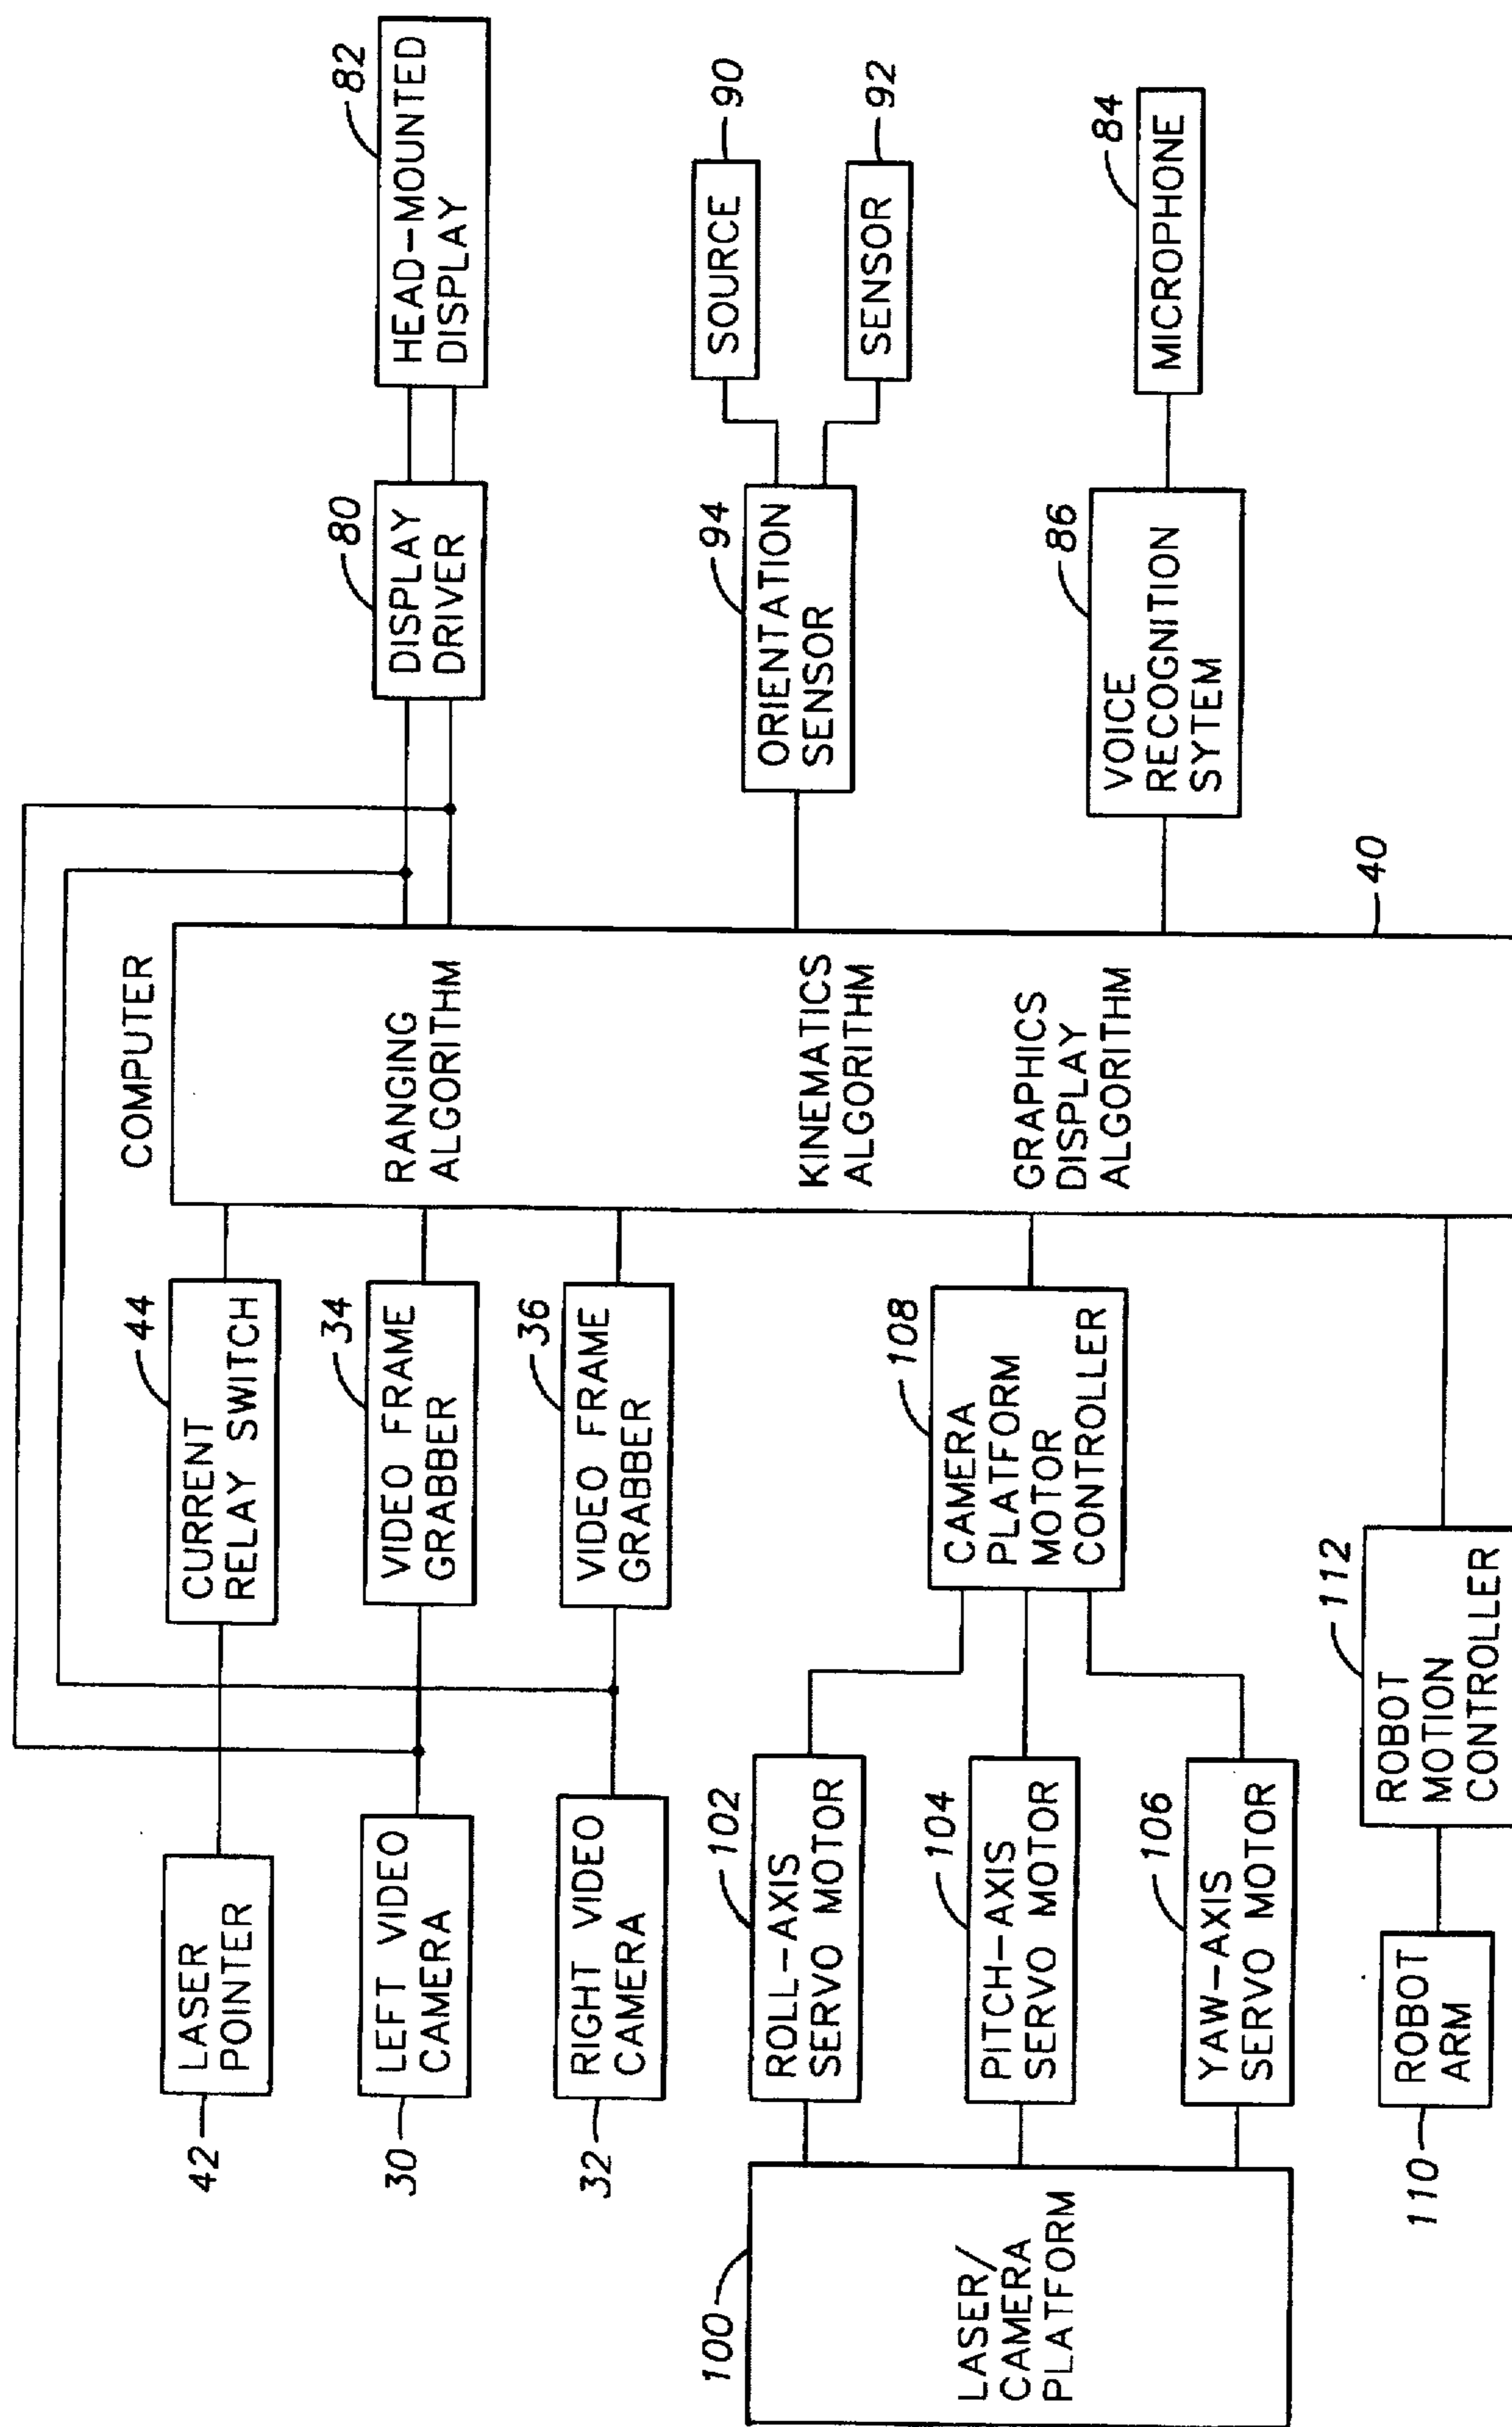 COMPUTER
42
LASER
POINTER
44
CURRENT
RELAY SWITCH
30
LEFT VIDEO
CAMERA
34
VIDEO FRAME
GRABBER
32
RIGHT VIDEO
CAMERA
36
VIDEO FRAME
GRABBER
100
LASER/
CAMERA
PLATFORM
102
ROLL-AXIS
SERVO MOTOR
104
PITCH-AXIS
SERVO MOTOR
106
YAW-AXIS
SERVO MOTOR
108
CAMERA
PLATFORM
MOTOR
CONTROLLER
110
ROBOT
ARM
112
ROBOT
MOTION
CONTROLLER
RANGING
ALGORITHM
KINEMATICS
ALGORITHM
GRAPHICS
DISPLAY
ALGORITHM
40
80
DISPLAY
DRIVER
82
HEAD-MOUNTED
DISPLAY
94
ORIENTATION
SENSOR
SOURCE
90
SENSOR
92
86
VOICE
RECOGNITION
SYTEM
84
MICROPHONE